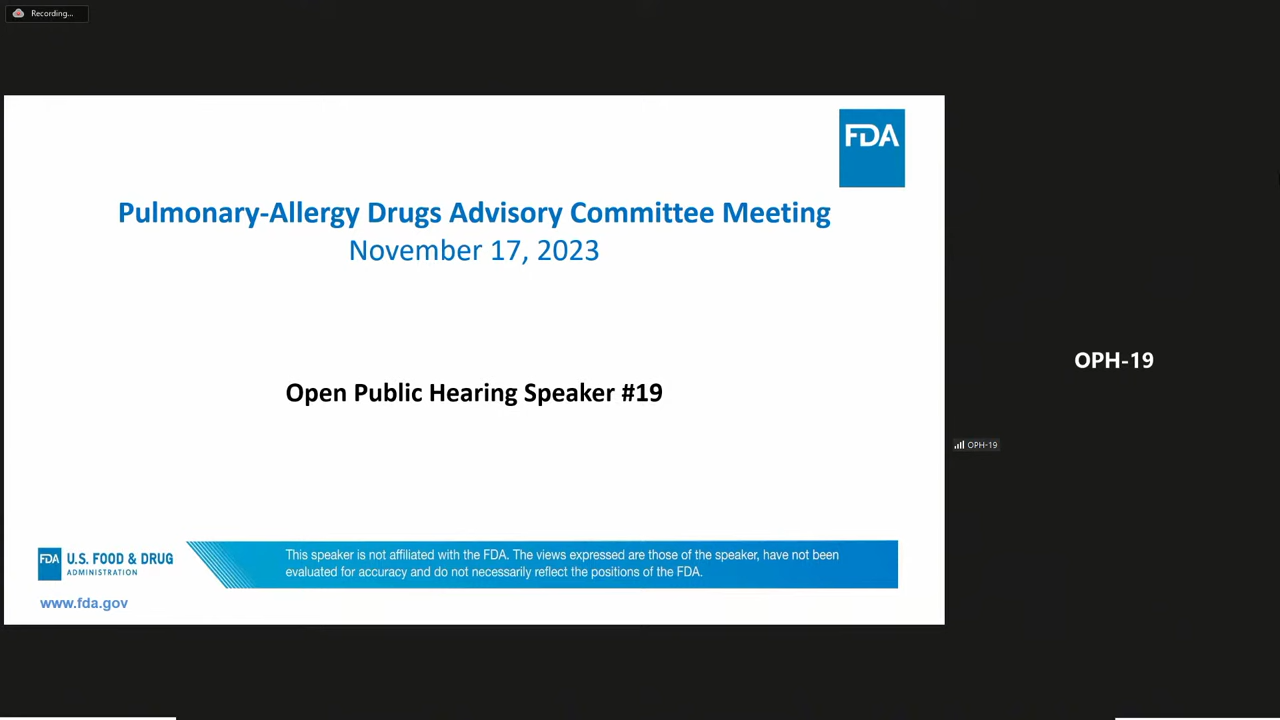 Recording...
FDA
Pulmonary-Allergy Drugs Advisory Committee Meeting
November 17, 2023
Open Public Hearing Speaker #19
OPH-19
OPH-19
FDA U.S. FOOD & DRUG
ADMINISTRATION
This speaker is not affiliated with the FDA. The views expressed are those of the speaker, have not been
evaluated for accuracy and do not necessarily reflect the positions of the FDA.
www.fda.gov